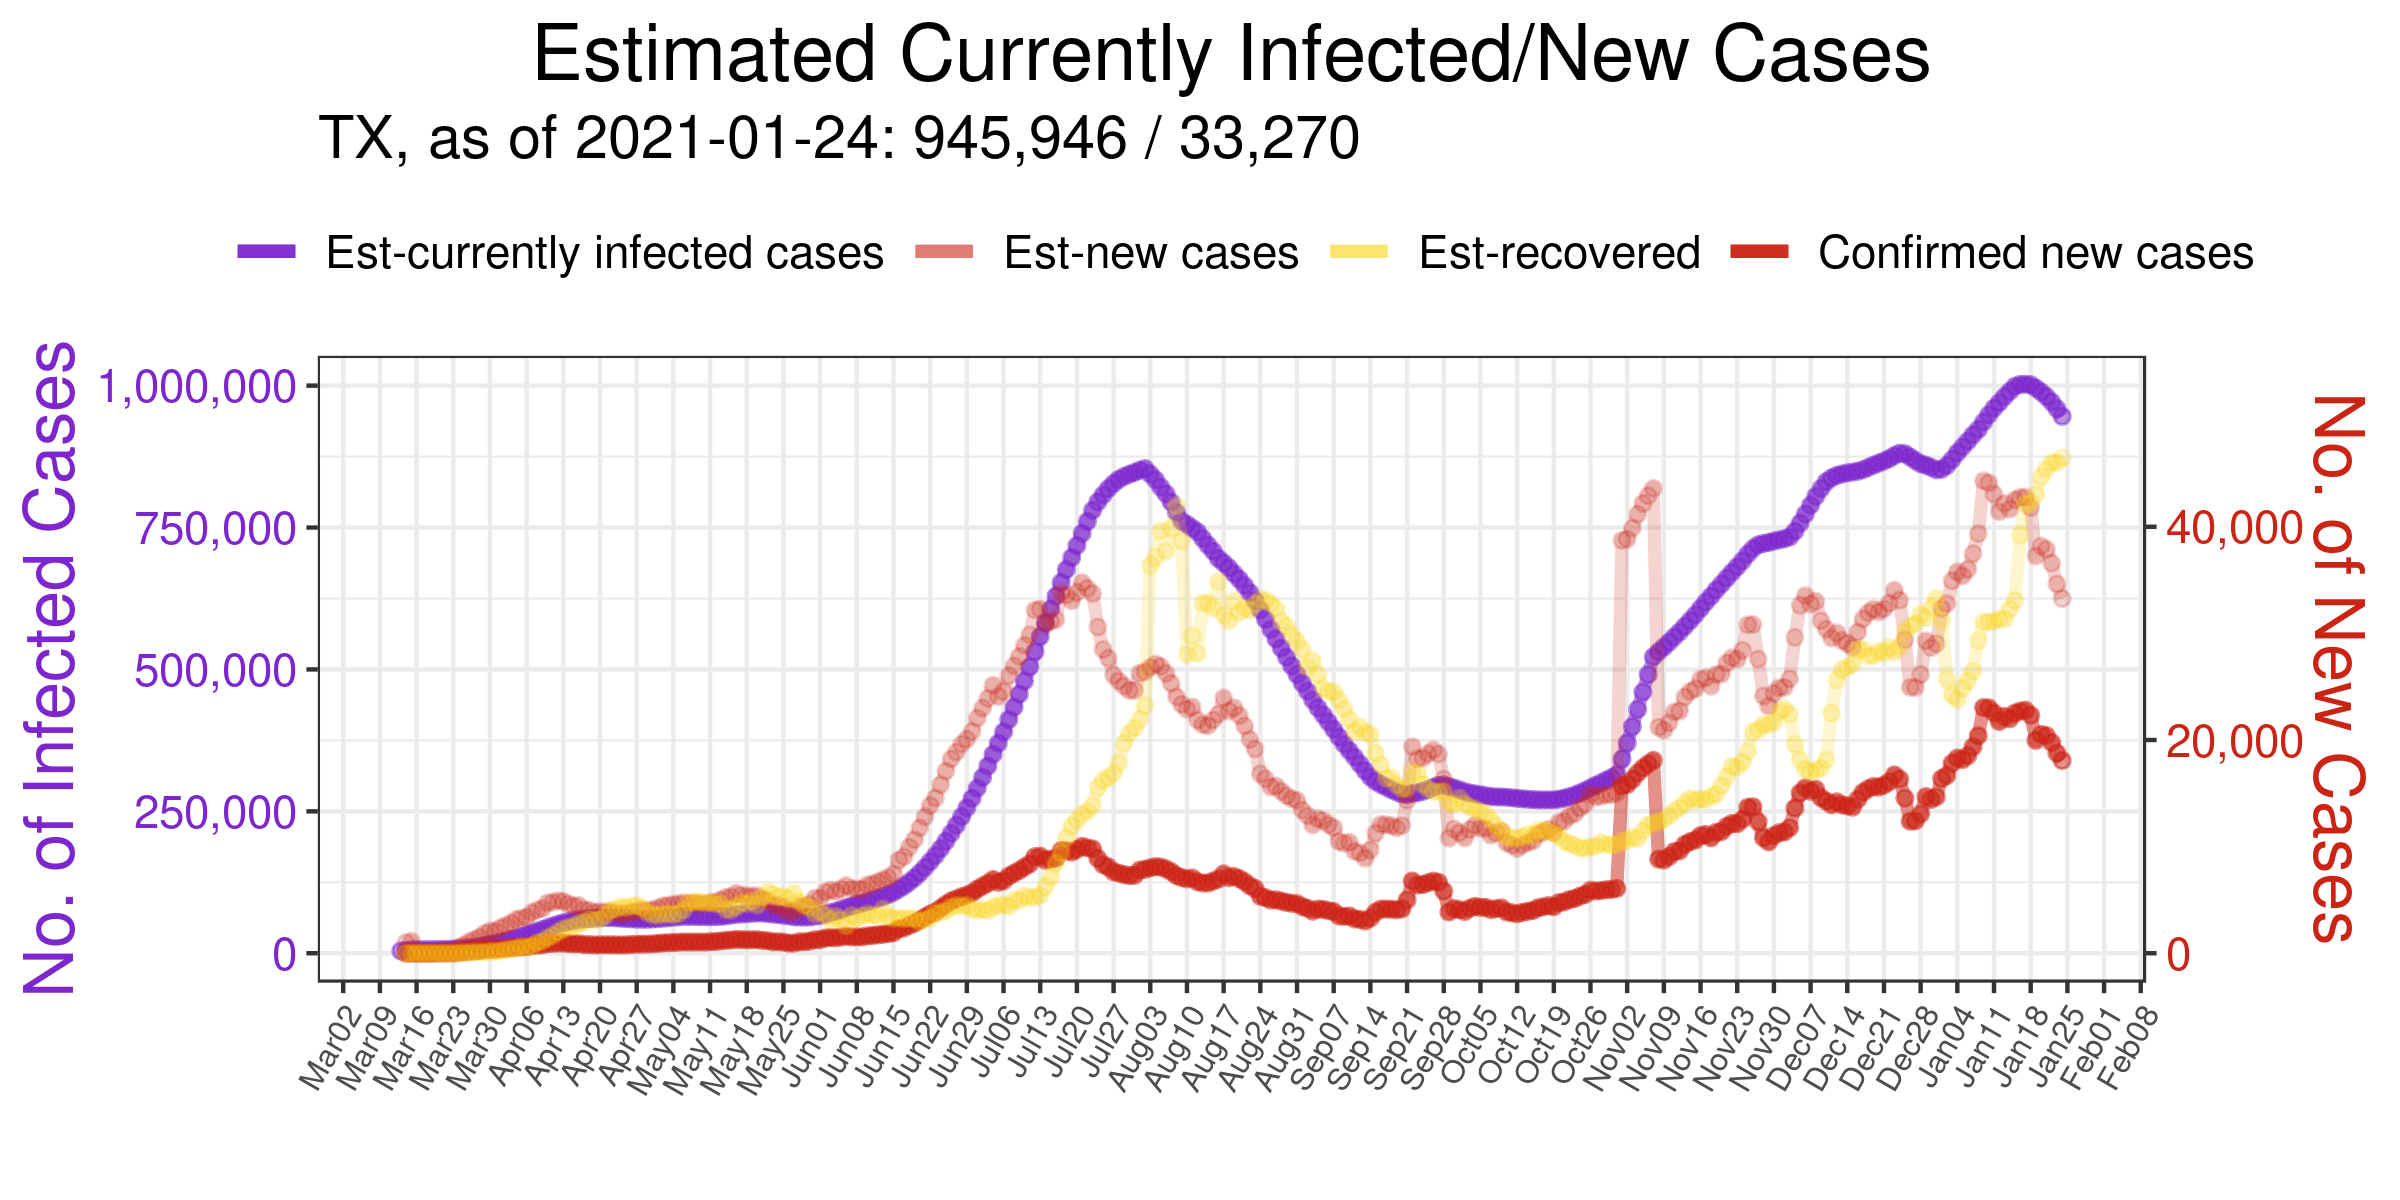 Estimated Currently Infected/New Cases
TX, as of 2021-01-24: 945,946 / 33,270
Est-currently infected cases Est-new cases Est-recovered Confirmed new cases
No. of Infected Cases
1,000,000
750,000
500,000
250,000
0
40,000
20,000
0
No. of New Cases
Mar02 Mar09 Mar16 Mar23 Mar30 Apr06 Apr13 Apr20 Apr27 May04 May11 May18 May25 Jun01 Jun08 Jun15 Jun22 Jun29 Jul06 Jul13 Jul20 Jul27 Aug03 Aug10 Aug17 Aug24 Aug31 Sep07 Sep14 Sep21 Sep28 Oct05 Oct12 Oct19 Oct26 Nov02 Nov09 Nov16 Nov23 Nov30 Dec07 Dec14 Dec21 Dec28 Jan04 Jan11 Jan18 Jan25 Feb01 Feb08